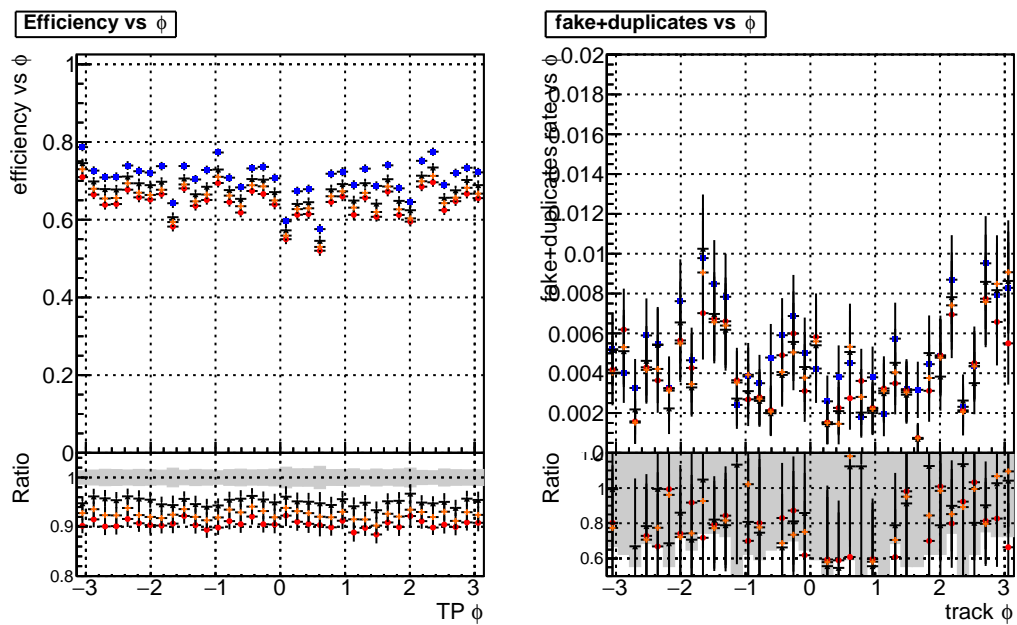 Efficiency vs ϕ
efficiency vs ϕ
1
0.8
0.6
0.4
0.2
0
Ratio
1
0.9
0.8
−3 −2 −1 0 1 2 3
TP ϕ
fake+duplicates vs ϕ
fake+duplicates rate vs ϕ
0.02
0.018
0.016
0.014
0.012
0.01
0.008
0.006
0.004
0.002
0
Ratio
1
0.8
0.6
−3 −2 −1 0 1 2 3
track ϕ